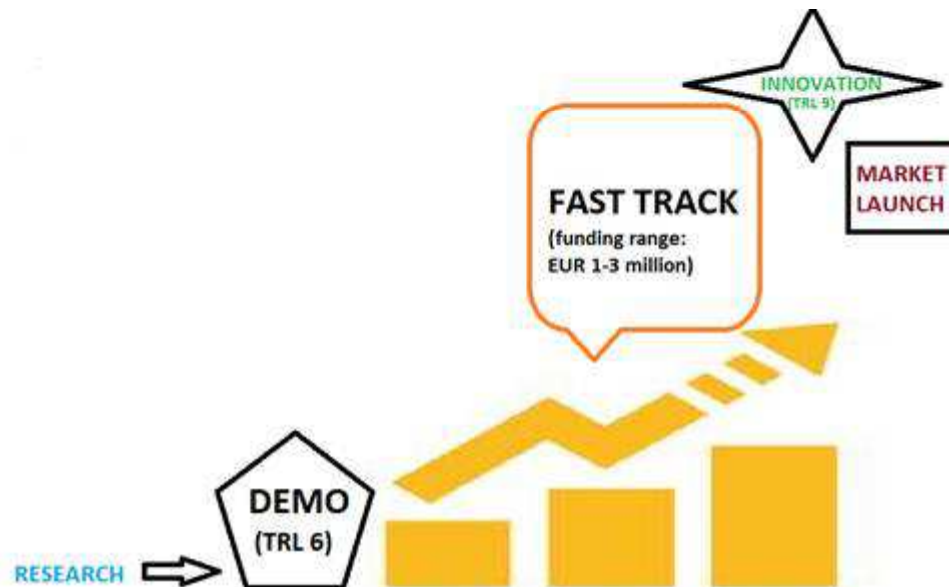 INNOVATION
(TRL 9)
MARKET
LAUNCH
FAST TRACK
(funding range:
EUR 1-3 million)
DEMO
(TRL 6)
RESEARCH